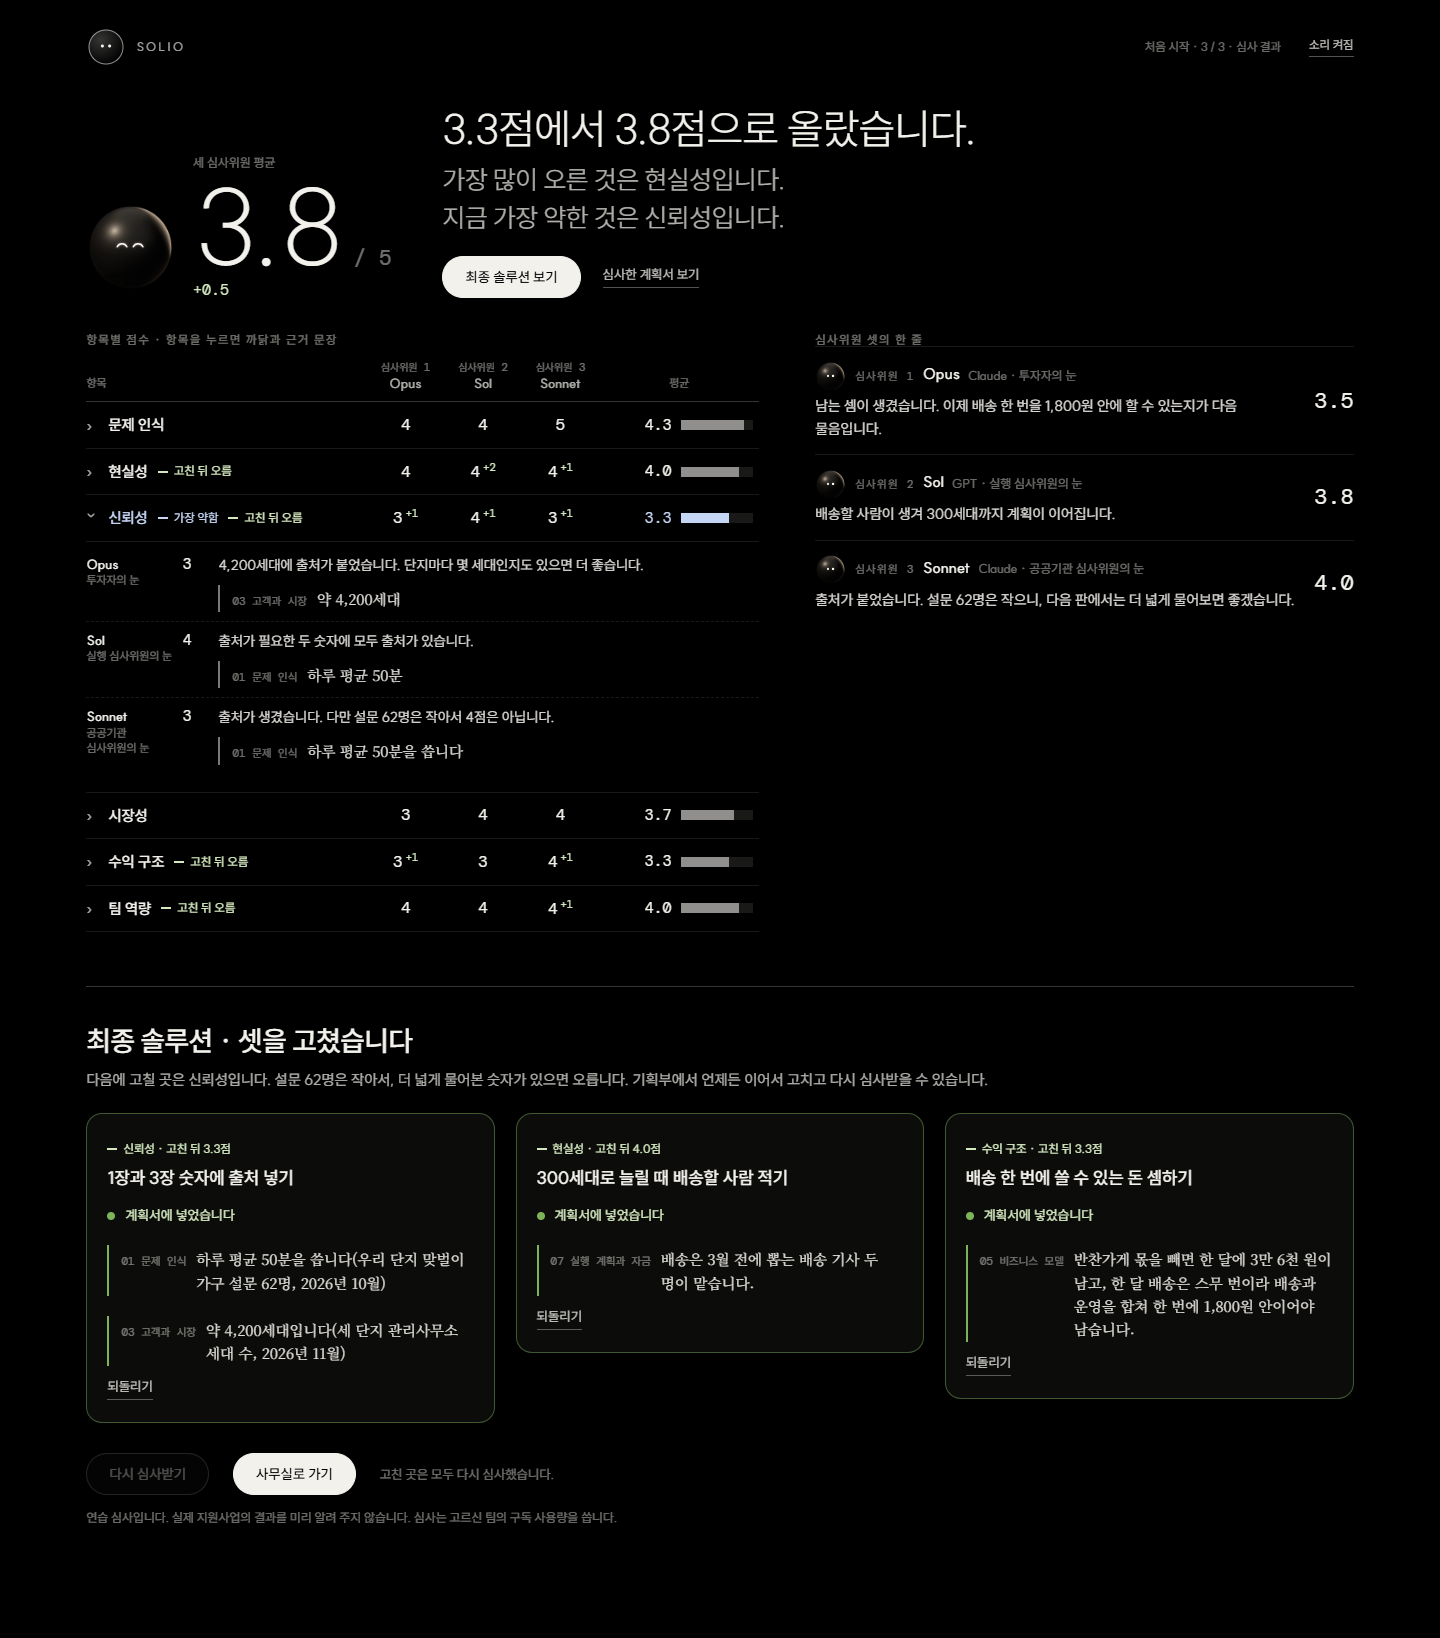 SOLIO
처음 시작 · 3 / 3 · 심사 결과
소리 켜짐
세 심사위원 평균
3.8 / 5
+0.5
3.3점에서 3.8점으로 올랐습니다.
가장 많이 오른 것은 현실성입니다.
지금 가장 약한 것은 신뢰성입니다.
최종 솔루션 보기
심사한 계획서 보기
항목별 점수 · 항목을 누르면 까닭과 근거 문장
항목
심사위원 1
Opus
심사위원 2
Sol
심사위원 3
Sonnet
평균
› 문제 인식 4 4 5 4.3
› 현실성 고친 뒤 오름 4 4 +2 4 +1 4.0
› 신뢰성 가장 약함 고친 뒤 오름 3 +1 4 +1 3 +1 3.3
Opus 3 4,200세대에 출처가 붙었습니다. 단지마다 몇 세대인지도 있으면 더 좋습니다.
투자자의 눈
03 고객과 시장 약 4,200세대
Sol 4 출처가 필요한 두 숫자에 모두 출처가 있습니다.
실행 심사위원의 눈
01 문제 인식 하루 평균 50분
Sonnet 3 출처가 생겼습니다. 다만 설문 62명은 작아서 4점은 아닙니다.
공공기관
심사위원의 눈
01 문제 인식 하루 평균 50분을 씁니다
› 시장성 3 4 4 3.7
› 수익 구조 고친 뒤 오름 3 +1 3 4 +1 3.3
› 팀 역량 고친 뒤 오름 4 4 4 +1 4.0
심사위원 셋의 한 줄
심사위원 1 Opus Claude · 투자자의 눈
남는 셈이 생겼습니다. 이제 배송 한 번을 1,800원 안에 할 수 있는지가 다음
물음입니다.
3.5
심사위원 2 Sol GPT · 실행 심사위원의 눈
배송할 사람이 생겨 300세대까지 계획이 이어집니다.
3.8
심사위원 3 Sonnet Claude · 공공기관 심사위원의 눈
출처가 붙었습니다. 설문 62명은 작으니, 다음 판에서는 더 넓게 물어보면 좋겠습니다.
4.0
최종 솔루션 · 셋을 고쳤습니다
다음에 고칠 곳은 신뢰성입니다. 설문 62명은 작아서, 더 넓게 물어본 숫자가 있으면 오릅니다. 기획부에서 언제든 이어서 고치고 다시 심사받을 수 있습니다.
신뢰성 · 고친 뒤 3.3점
1장과 3장 숫자에 출처 넣기
계획서에 넣었습니다
01 문제 인식 하루 평균 50분을 씁니다(우리 단지 맞벌이
가구 설문 62명, 2026년 10월)
03 고객과 시장 약 4,200세대입니다(세 단지 관리사무소
세대 수, 2026년 11월)
되돌리기
현실성 · 고친 뒤 4.0점
300세대로 늘릴 때 배송할 사람 적기
계획서에 넣었습니다
07 실행 계획과 자금 배송은 3월 전에 뽑는 배송 기사 두
명이 맡습니다.
되돌리기
수익 구조 · 고친 뒤 3.3점
배송 한 번에 쓸 수 있는 돈 셈하기
계획서에 넣었습니다
05 비즈니스 모델 반찬가게 몫을 빼면 한 달에 3만 6천 원이
남고, 한 달 배송은 스무 번이라 배송과
운영을 합쳐 한 번에 1,800원 안이어야
남습니다.
되돌리기
다시 심사받기
사무실로 가기
고친 곳은 모두 다시 심사했습니다.
연습 심사입니다. 실제 지원사업의 결과를 미리 알려 주지 않습니다. 심사는 고르신 팀의 구독 사용량을 씁니다.